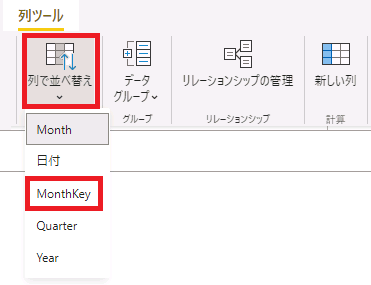 列ツール
列で並べ替え
データ
グループ
リレーションシップの管理
新しい列
グループ
リレーションシップ
計算
Month
日付
MonthKey
Quarter
Year